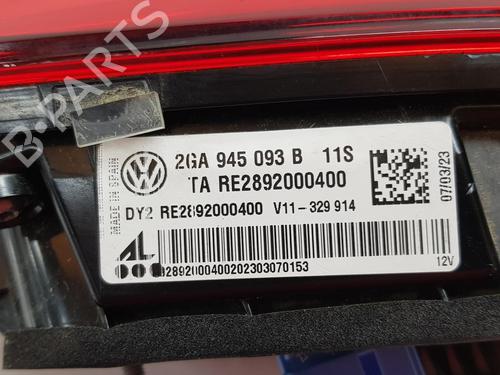 2GA 945 093 B 11S
TA RE2892000400
DY2 RE2892000400 V11-329 914
MADE IN SPAIN
07/03/23
AL
289200040020230307​0153
12V
B-PARTS